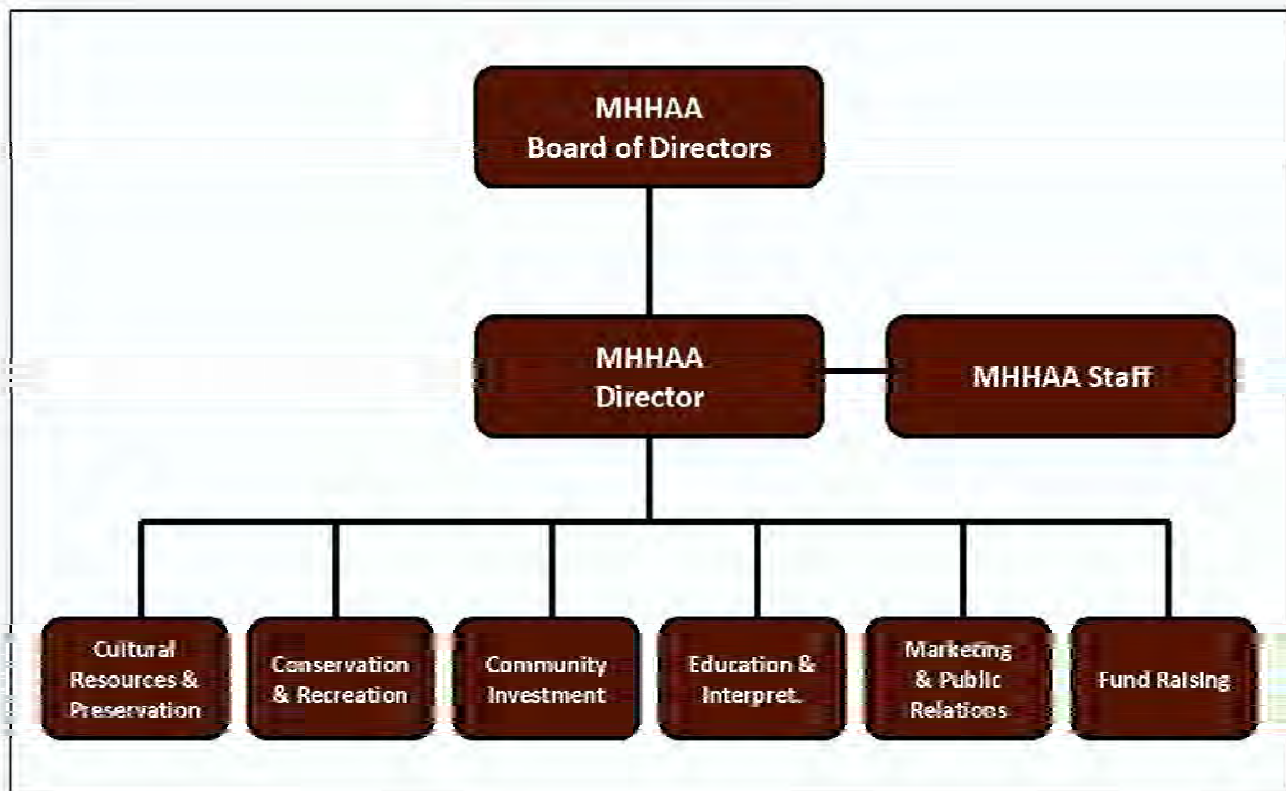 MHHAA
Board of Directors
MHHAA
Director
MHHAA Staff
Cultural
Resources &
Preservation
Conservation
& Recreation
Community
Investment
Education &
Interpret.
Marketing
& Public
Relations
Fund Raising